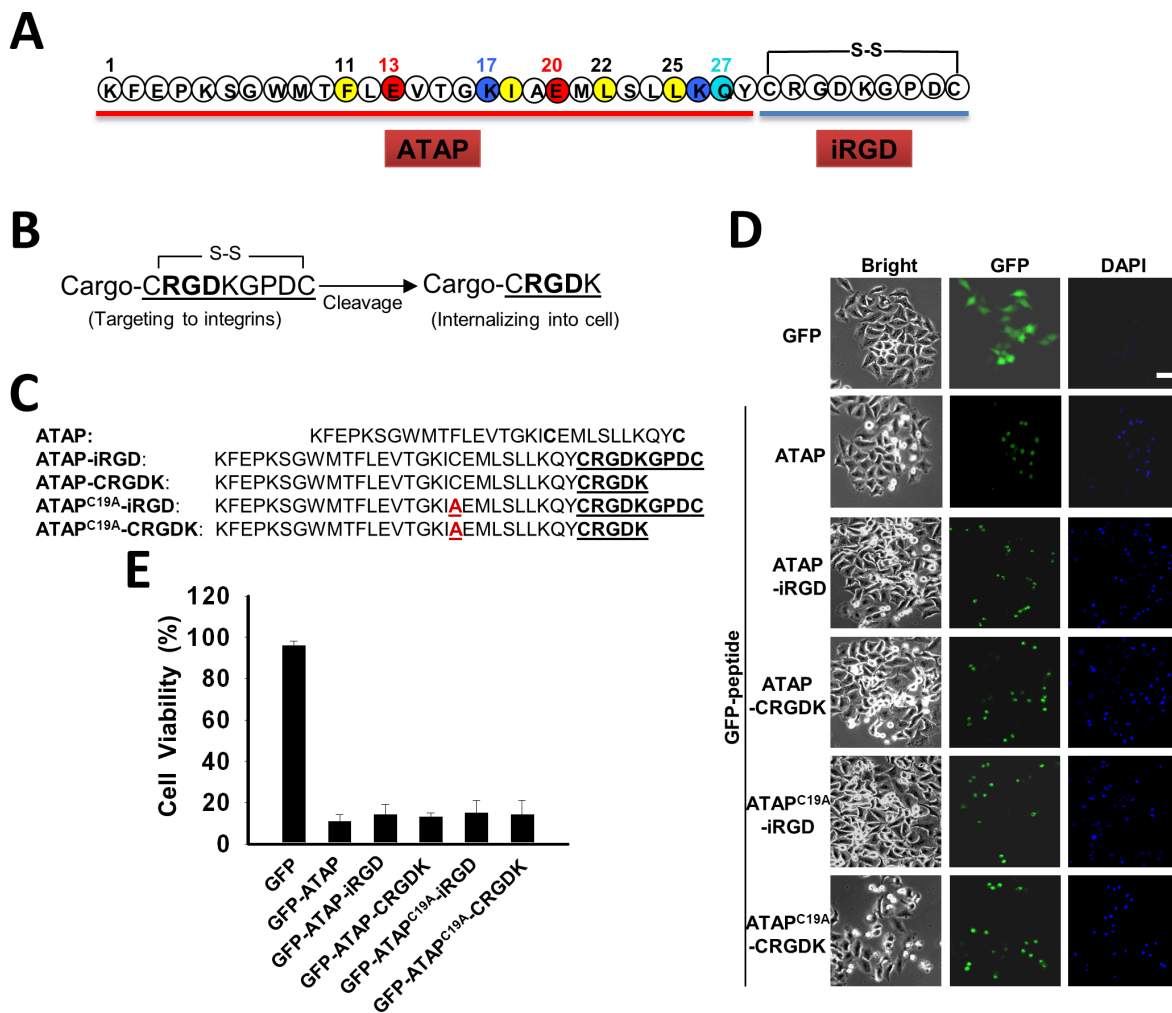 A
S-S
1 11 13 17 20 22 25 27
KFEPKSGWMTFLEVTGKIAEMLSLLKQYCRGDKGPDC
ATAP iRGD
B
S-S
Cargo-CRGDKGPDC Cargo-CRGDK
Cleavage
(Targeting to integrins) (Internalizing into cell)
C
ATAP: KFEPKSGWMTFLEVTGKICEMLSLLKQYC
ATAP-iRGD: KFEPKSGWMTFLEVTGKICEMLSLLKQYCRGDKGPDC
ATAP-CRGDK: KFEPKSGWMTFLEVTGKICEMLSLLKQYCRGDK
ATAPC19A-iRGD: KFEPKSGWMTFLEVTGKIAEMLSLLKQYCRGDKGPDC
ATAPC19A-CRGDK: KFEPKSGWMTFLEVTGKIAEMLSLLKQYCRGDK
D
Bright GFP DAPI
GFP
GFP-peptide
ATAP
ATAP
-iRGD
ATAP
-CRGDK
ATAPC19A
-iRGD
ATAPC19A
-CRGDK
E
Cell Viability (%)
120
100
80
60
40
20
0
GFP
GFP-ATAP
GFP-ATAP-iRGD
GFP-ATAP-CRGDK
GFP-ATAPC19A-iRGD
GFP-ATAPC19A-CRGDK